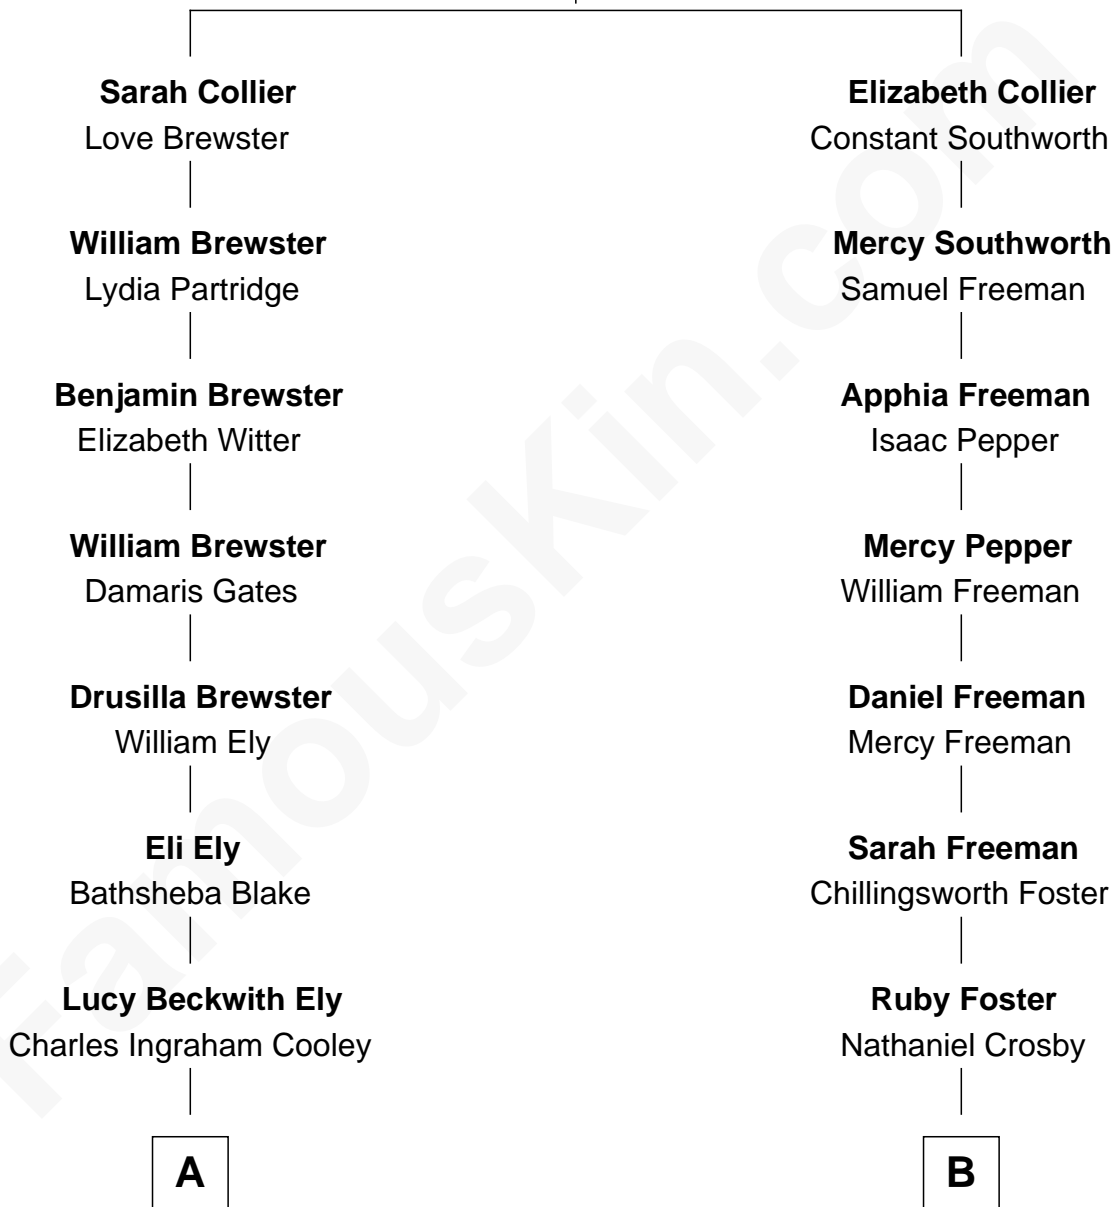 Sarah Collier
Love Brewster
Elizabeth Collier
Constant Southworth
William Brewster
Lydia Partridge
Mercy Southworth
Samuel Freeman
Benjamin Brewster
Elizabeth Witter
Apphia Freeman
Isaac Pepper
William Brewster
Damaris Gates
Mercy Pepper
William Freeman
Drusilla Brewster
William Ely
Daniel Freeman
Mercy Freeman
Eli Ely
Bathsheba Blake
Sarah Freeman
Chillingsworth Foster
Lucy Beckwith Ely
Charles Ingraham Cooley
Ruby Foster
Nathaniel Crosby
A
B
FamousKin.com